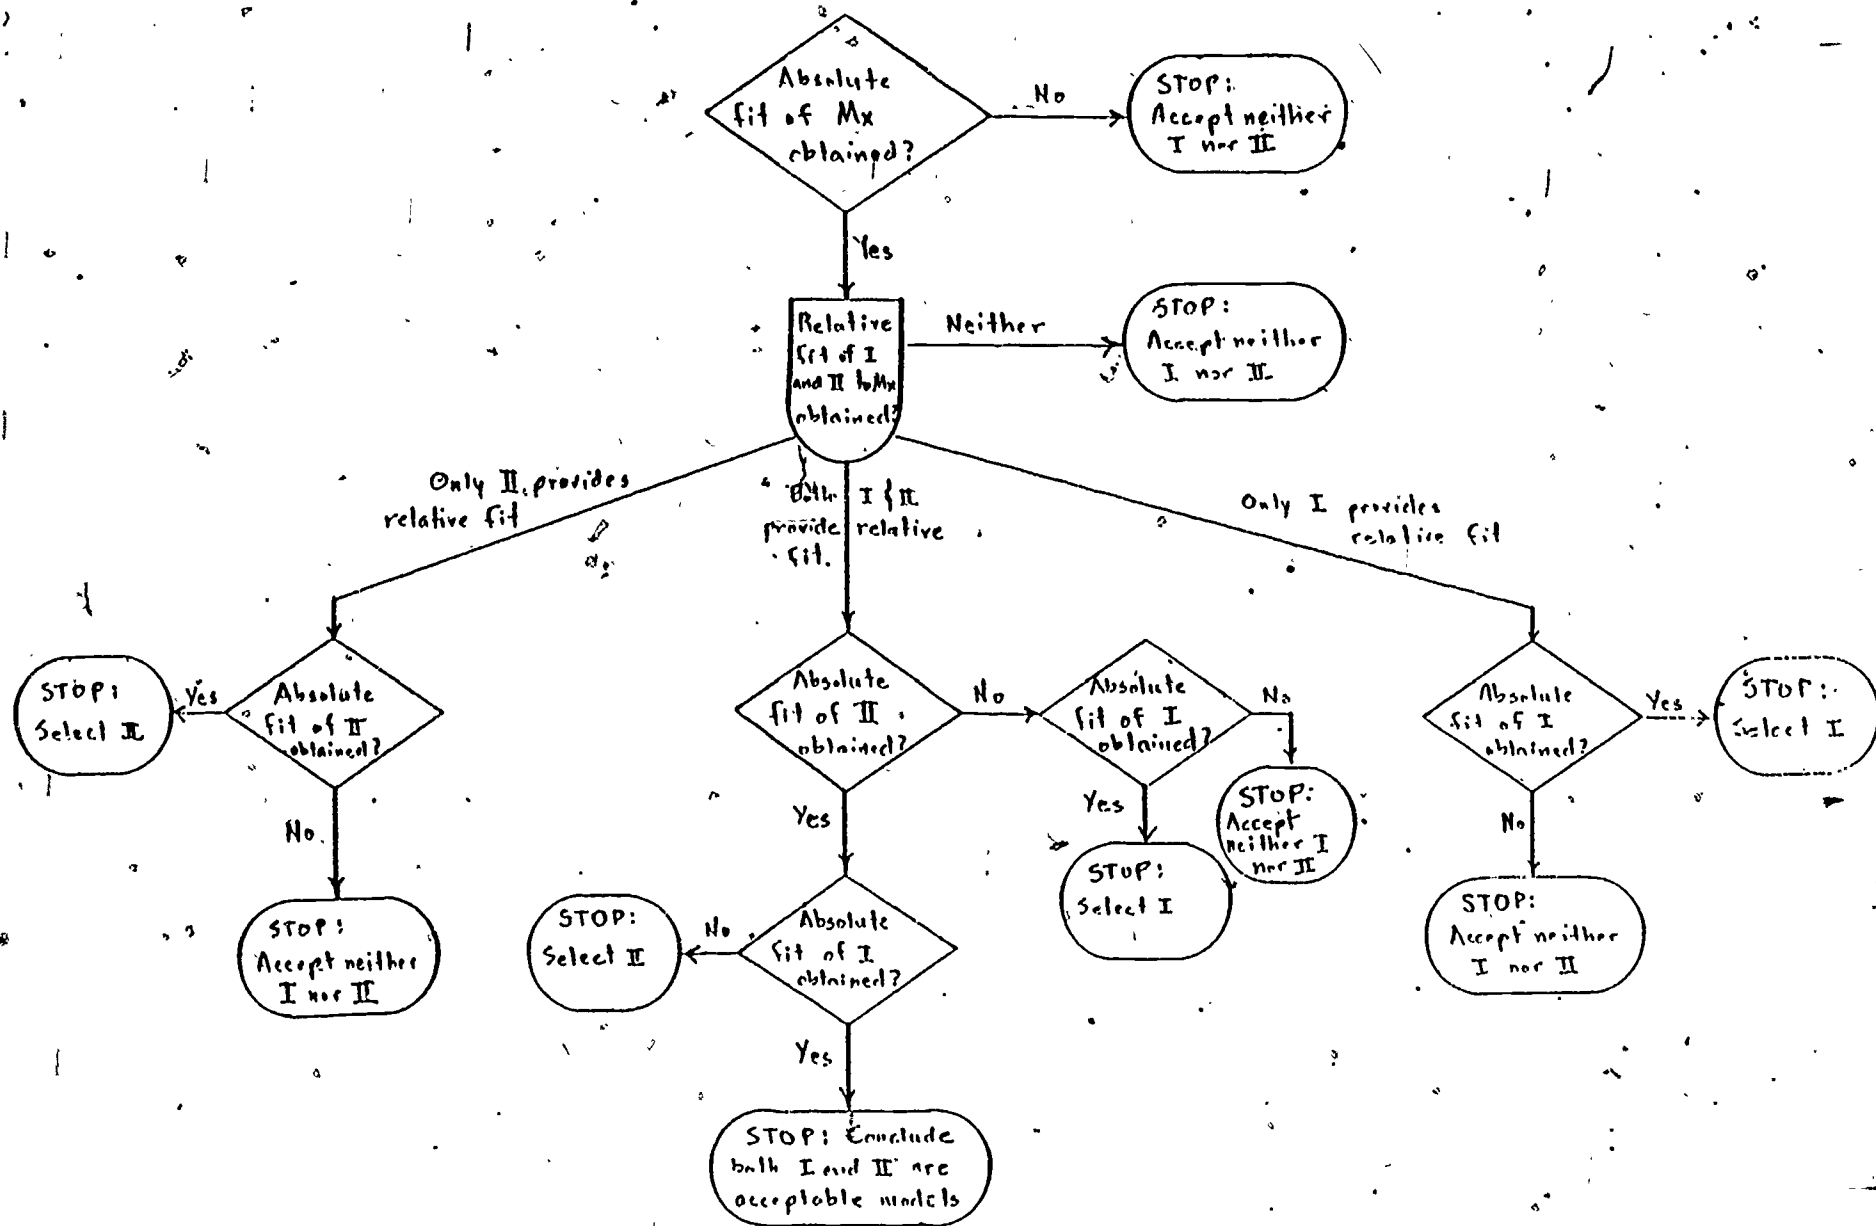 Absolute
fit of Mx
obtained?
No
STOP:
Accept neither
I nor II
Yes
Relative
fit of I
and II to Mx
obtained?
Neither
STOP:
Accept neither
I nor II
Only II provides
relative fit
Both I & II
provide relative
fit.
Only I provides
relative fit
STOP:
Select II
Yes
Absolute
fit of II
obtained?
No
STOP:
Accept neither
I nor II
Absolute
fit of II
obtained?
No
Absolute
fit of I
obtained?
No
STOP:
Accept
neither I
nor II
Yes
STOP:
Select I
Yes
Absolute
fit of I
obtained?
No
STOP:
Select II
Yes
STOP: Conclude
both I and II are
acceptable models
Absolute
fit of I
obtained?
Yes
STOP:
Select I
No
STOP:
Accept neither
I nor II